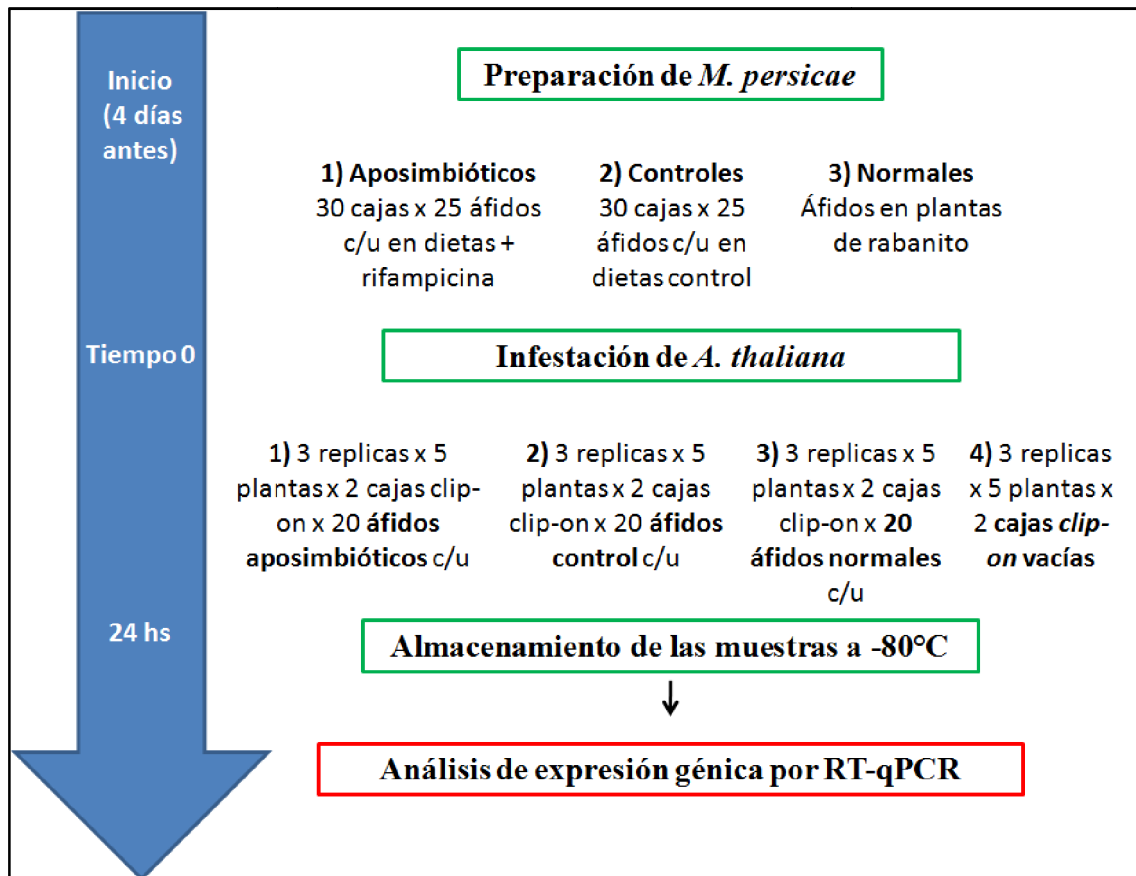 Inicio
(4 días
antes)
Preparación de M. persicae
1) Aposimbióticos
30 cajas x 25 áfidos
c/u en dietas +
rifampicina
2) Controles
30 cajas x 25
áfidos c/u en
dietas control
3) Normales
Áfidos en plantas
de rabanito
Tiempo 0
Infestación de A. thaliana
1) 3 replicas x 5
plantas x 2 cajas clip-
on x 20 áfidos
aposimbióticos c/u
2) 3 replicas x 5
plantas x 2 cajas
clip-on x 20 áfidos
control c/u
3) 3 replicas x 5
plantas x 2 cajas
clip-on x 20
áfidos normales
c/u
4) 3 replicas
x 5 plantas x
2 cajas clip-
on vacías
24 hs
Almacenamiento de las muestras a -80°C
Análisis de expresión génica por RT-qPCR